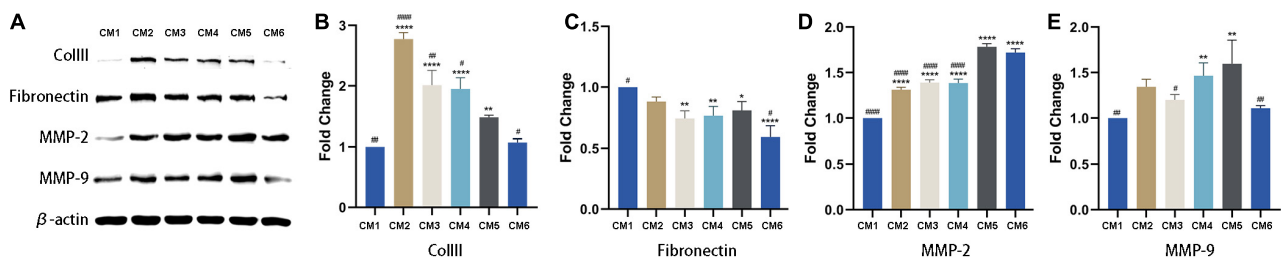 A
CM1 CM2 CM3 CM4 CM5 CM6
ColIII
Fibronectin
MMP-2
MMP-9
β-actin
B
Fold Change
3
2
1
0
##
####
****
##
****
#
****
**
#
CM1 CM2 CM3 CM4 CM5 CM6
ColIII
C
Fold Change
1.5
1.0
0.5
0.0
#
**
**
*
#
****
CM1 CM2 CM3 CM4 CM5 CM6
Fibronectin
D
Fold Change
2.0
1.5
1.0
0.5
0.0
####
####
****
####
****
####
****
****
****
CM1 CM2 CM3 CM4 CM5 CM6
MMP-2
E
Fold Change
2.0
1.5
1.0
0.5
0.0
##
#
**
**
##
CM1 CM2 CM3 CM4 CM5 CM6
MMP-9